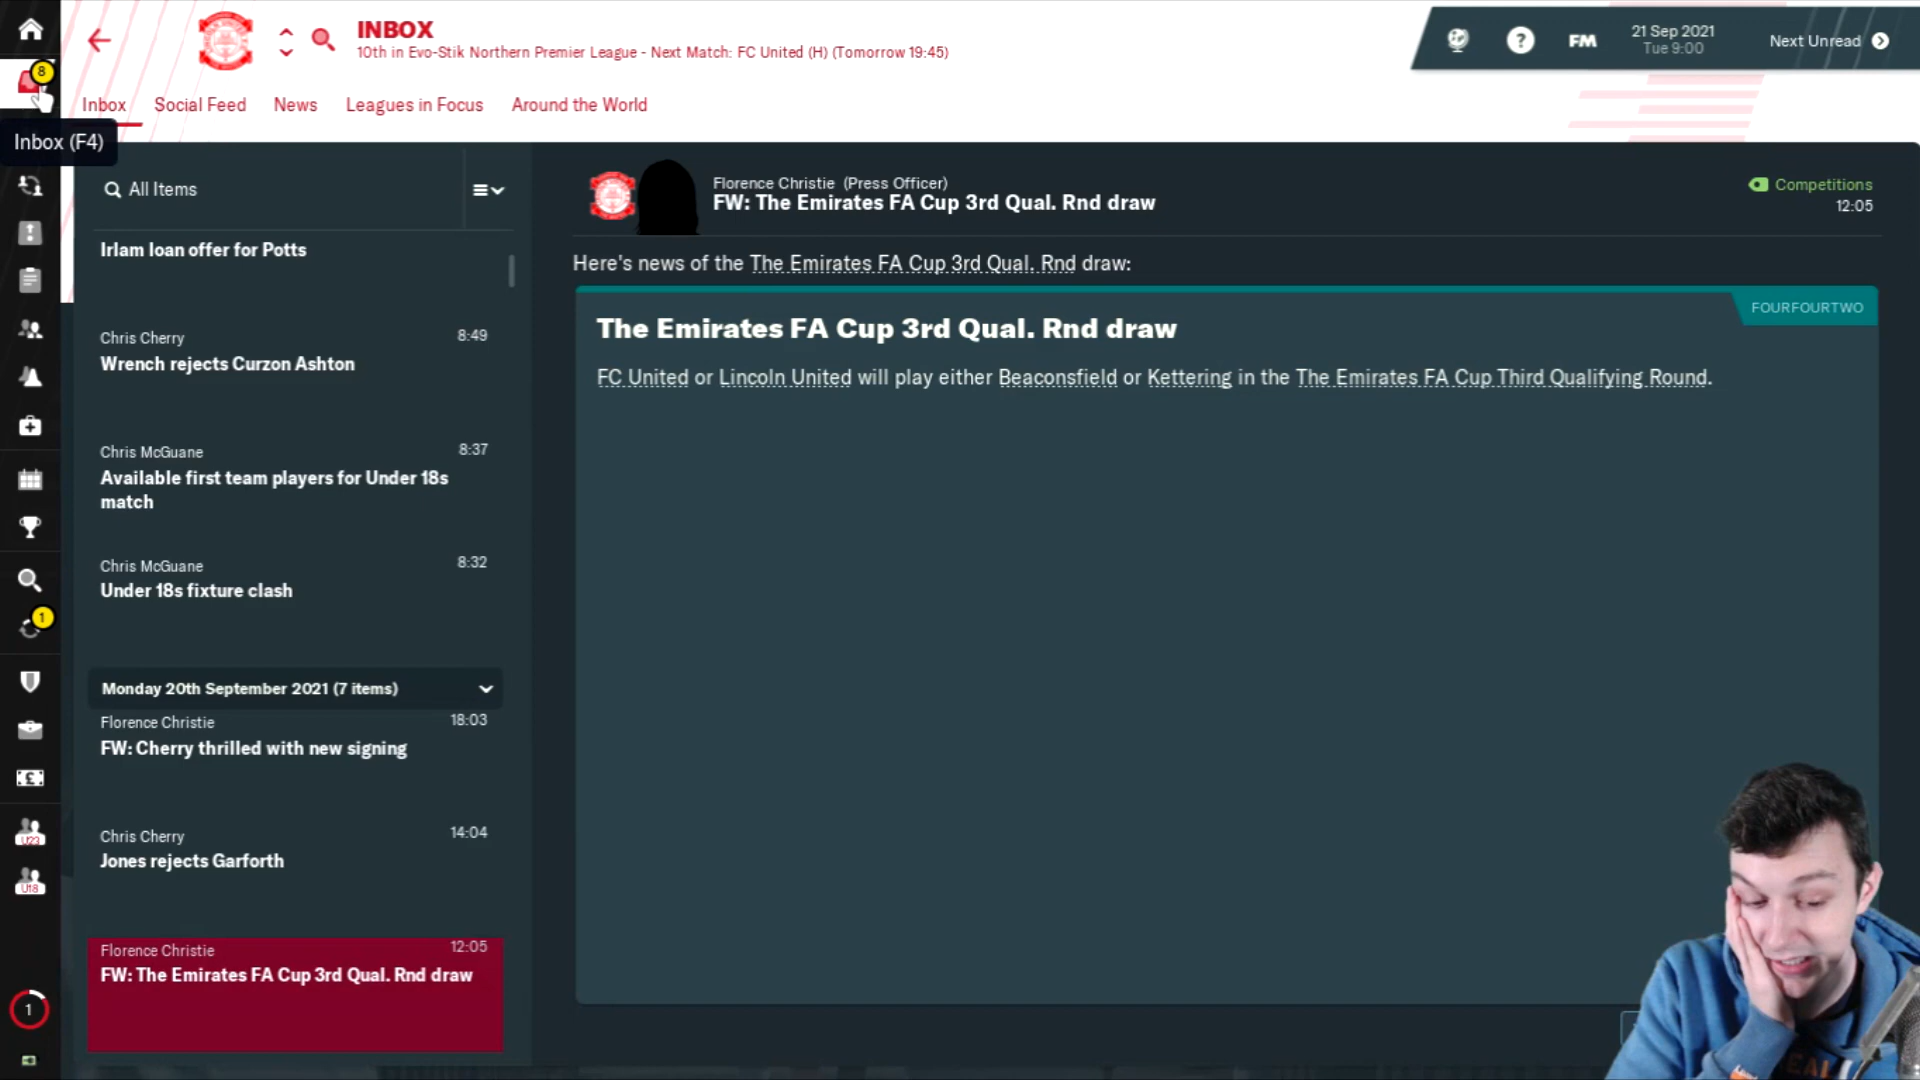 INBOX
10th in Evo-Stik Northern Premier League - Next Match: FC United (H) (Tomorrow 19:45)
FM
21 Sep 2021
Tue 9:00
Next Unread
8
Inbox
Social Feed
News
Leagues in Focus
Around the World
Inbox (F4)
All Items
Irlam loan offer for Potts
Chris Cherry
8:49
Wrench rejects Curzon Ashton
Chris McGuane
8:37
Available first team players for Under 18s
match
Chris McGuane
8:32
Under 18s fixture clash
1
Monday 20th September 2021 (7 items)
Florence Christie
18:03
FW: Cherry thrilled with new signing
Chris Cherry
14:04
Jones rejects Garforth
U23
U18
Florence Christie
12:05
FW: The Emirates FA Cup 3rd Qual. Rnd draw
1
Florence Christie (Press Officer)
FW: The Emirates FA Cup 3rd Qual. Rnd draw
Competitions
12:05
Here's news of the The Emirates FA Cup 3rd Qual. Rnd draw:
FOURFOURTWO
The Emirates FA Cup 3rd Qual. Rnd draw
FC United or Lincoln United will play either Beaconsfield or Kettering in the The Emirates FA Cup Third Qualifying Round.